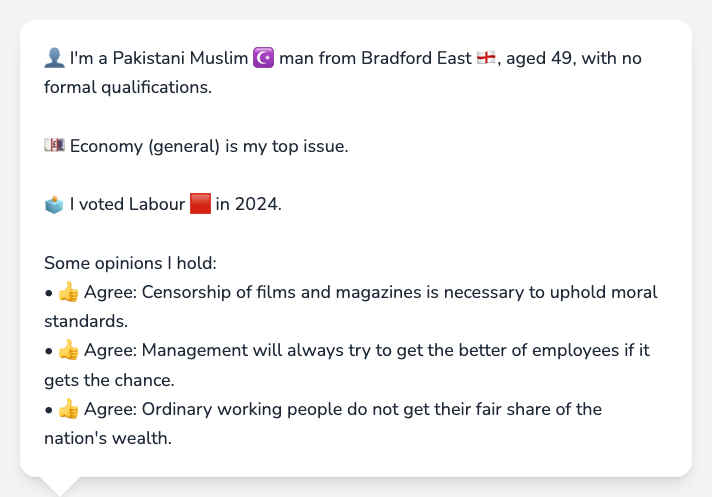 👤 I'm a Pakistani Muslim ☪️ man from Bradford East 🏴󠁧󠁢󠁥󠁮󠁧󠁿, aged 49, with no
formal qualifications.
💷 Economy (general) is my top issue.
🗳️ I voted Labour 🟥 in 2024.
Some opinions I hold:
• 👍 Agree: Censorship of films and magazines is necessary to uphold moral
standards.
• 👍 Agree: Management will always try to get the better of employees if it
gets the chance.
• 👍 Agree: Ordinary working people do not get their fair share of the
nation's wealth.